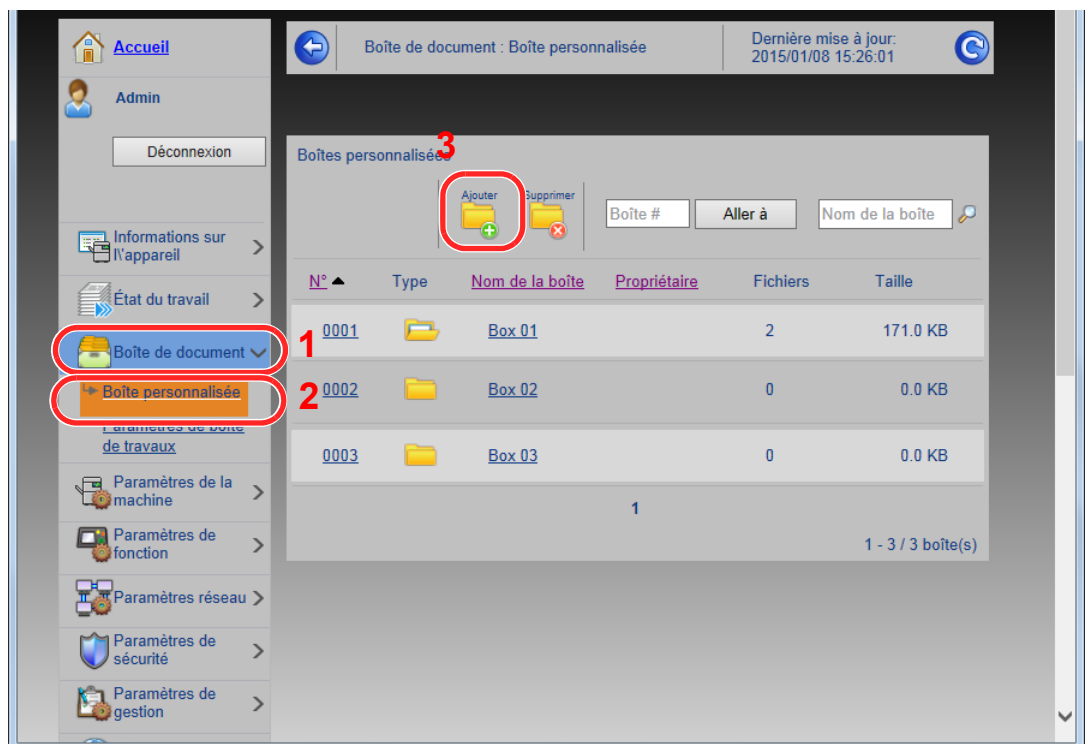 Accueil
Boîte de document : Boîte personnalisée
Dernière mise à jour:
2015/01/08 15:26:01
Admin
Déconnexion
3
Boîtes personnalisées
Ajouter
Supprimer
Boîte #
Aller à
Nom de la boîte
Informations sur
l\'appareil
État du travail
Boîte de document
1
Boîte personnalisée
2
Paramètres de boîte
de travaux
Paramètres de la
machine
Paramètres de
fonction
Paramètres réseau
Paramètres de
sécurité
Paramètres de
gestion
N° Type Nom de la boîte Propriétaire Fichiers Taille
0001 Box 01 2 171.0 KB
0002 Box 02 0 0.0 KB
0003 Box 03 0 0.0 KB
1
1 - 3 / 3 boîte(s)